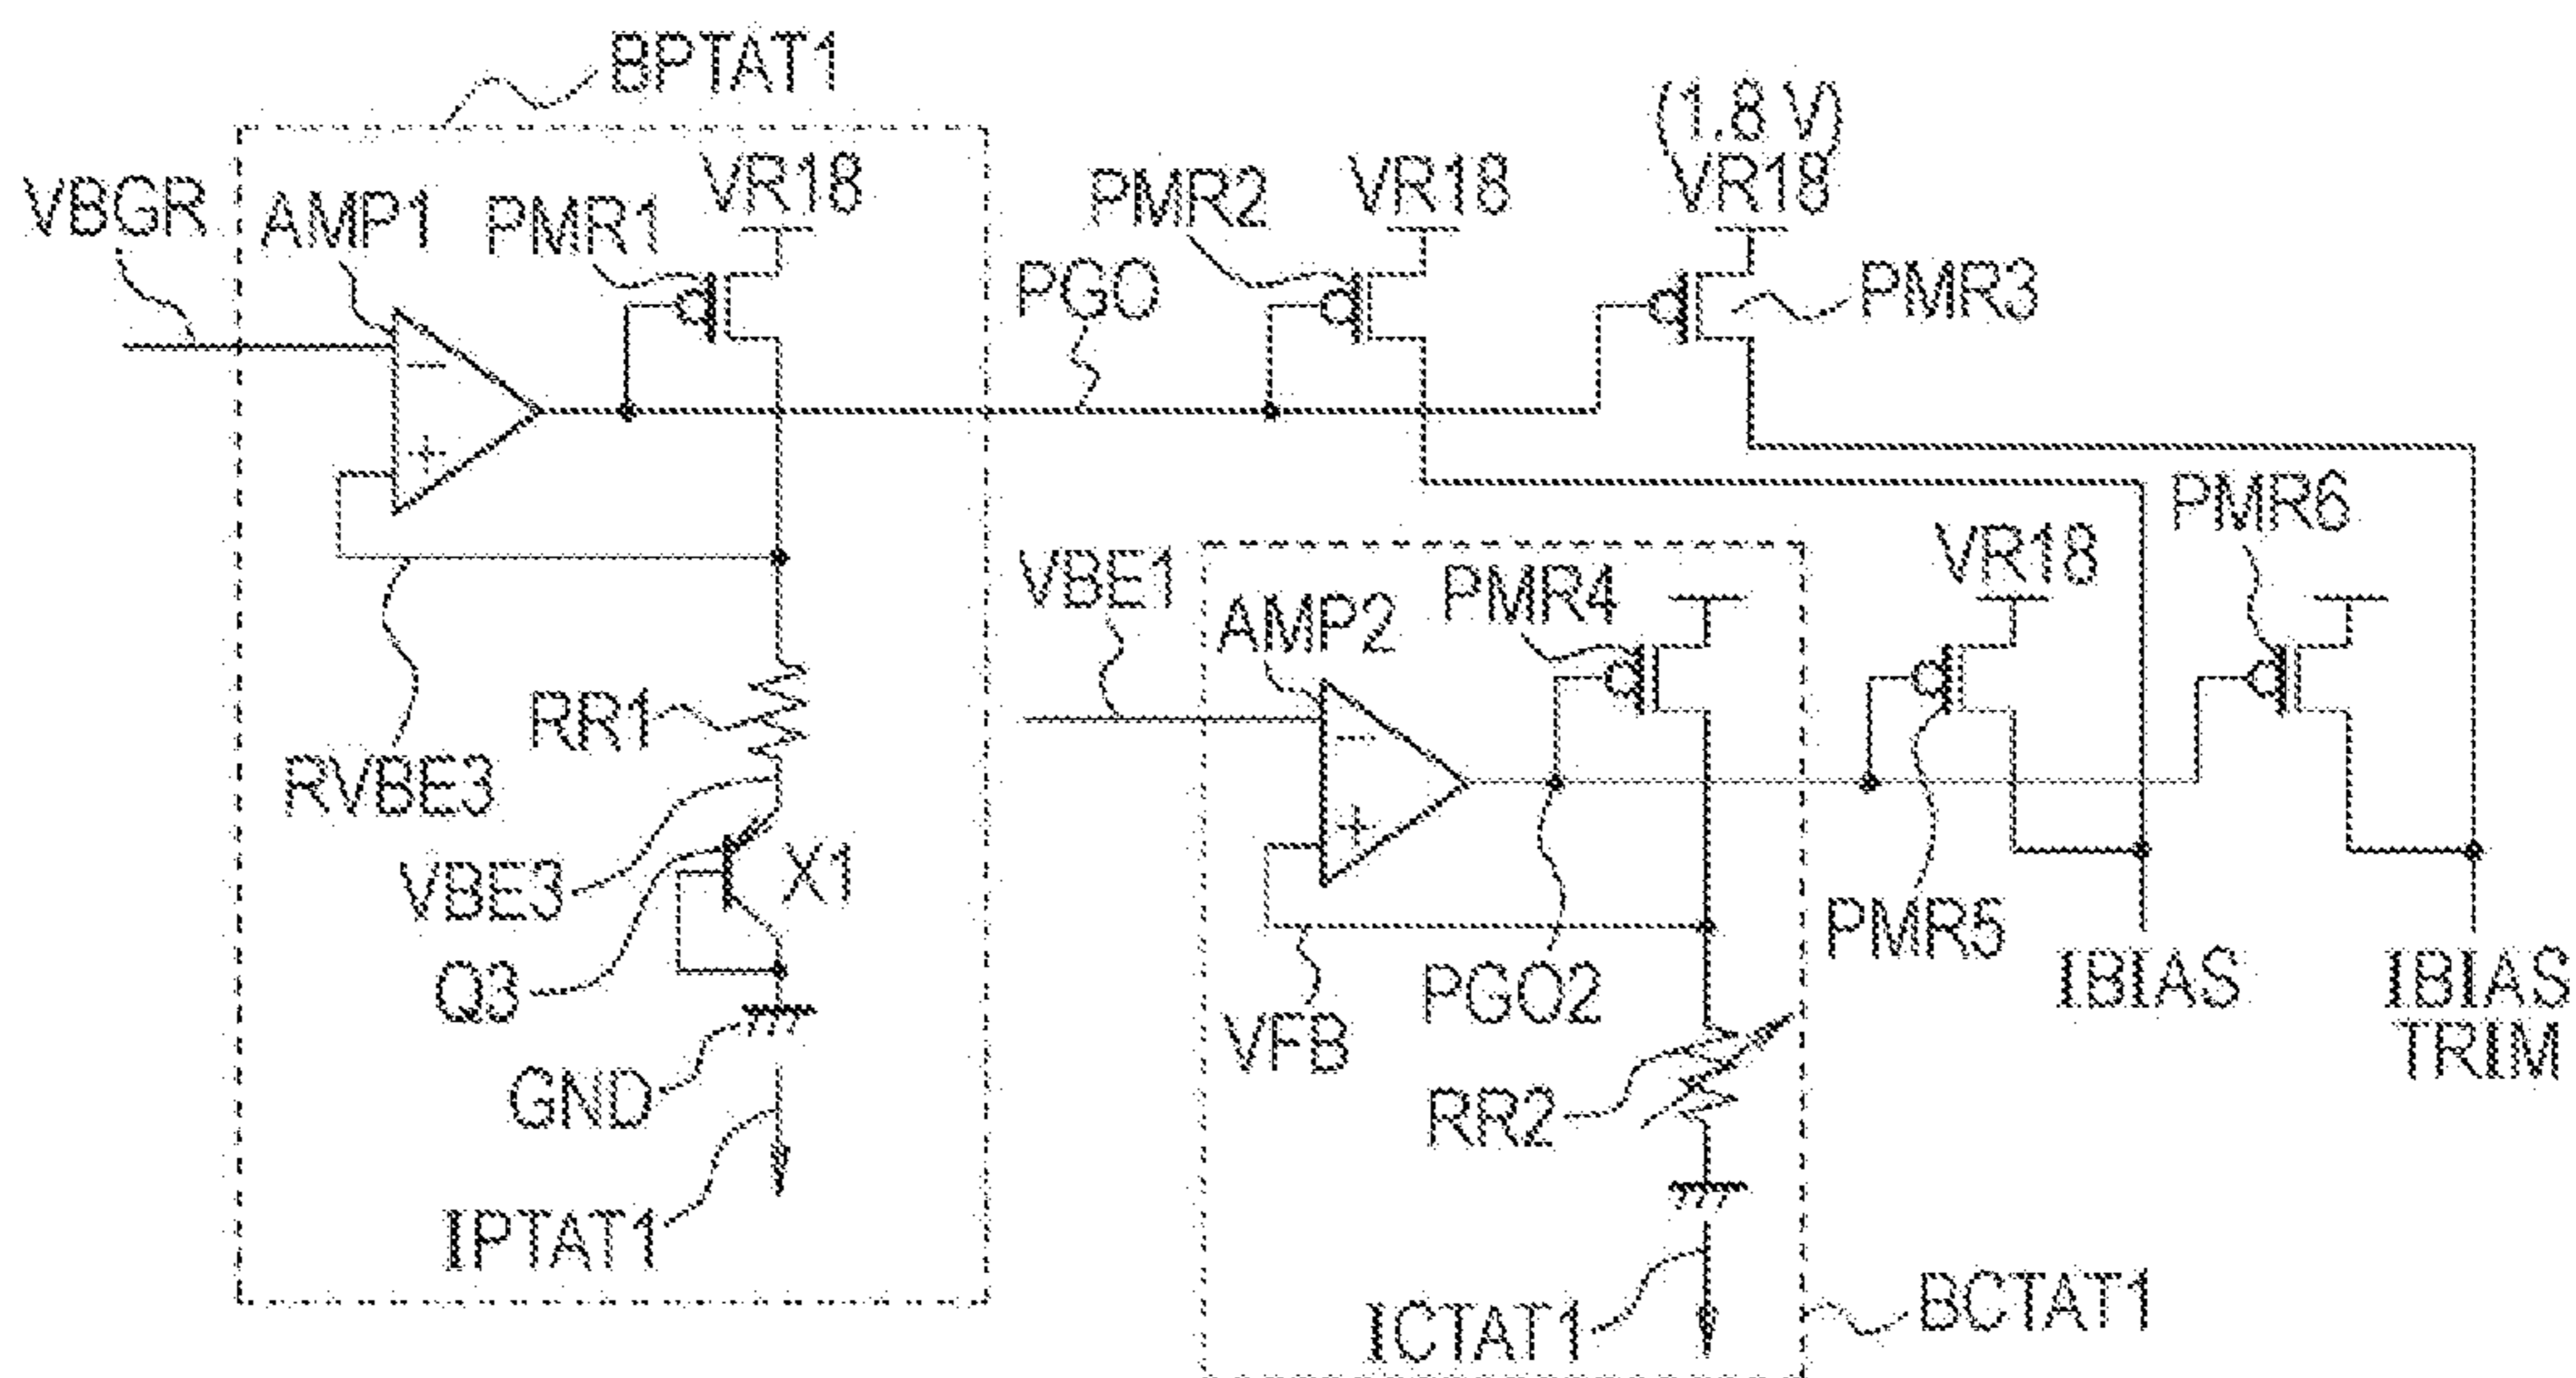 BPTAT1
(1.8 V)
VBGR
AMP1
PMR1
VR18
PMR2
VR18
VR18
PGO
PMR3
−
+
PMR6
VBE1
VR18
AMP2
PMR4
RR1
−
RVBE3
+
VBE3
X1
PMR5
Q3
PGO2
IBIAS
IBIAS
TRIM
VFB
GND
RR2
IPTAT1
ICTAT1
BCTAT1